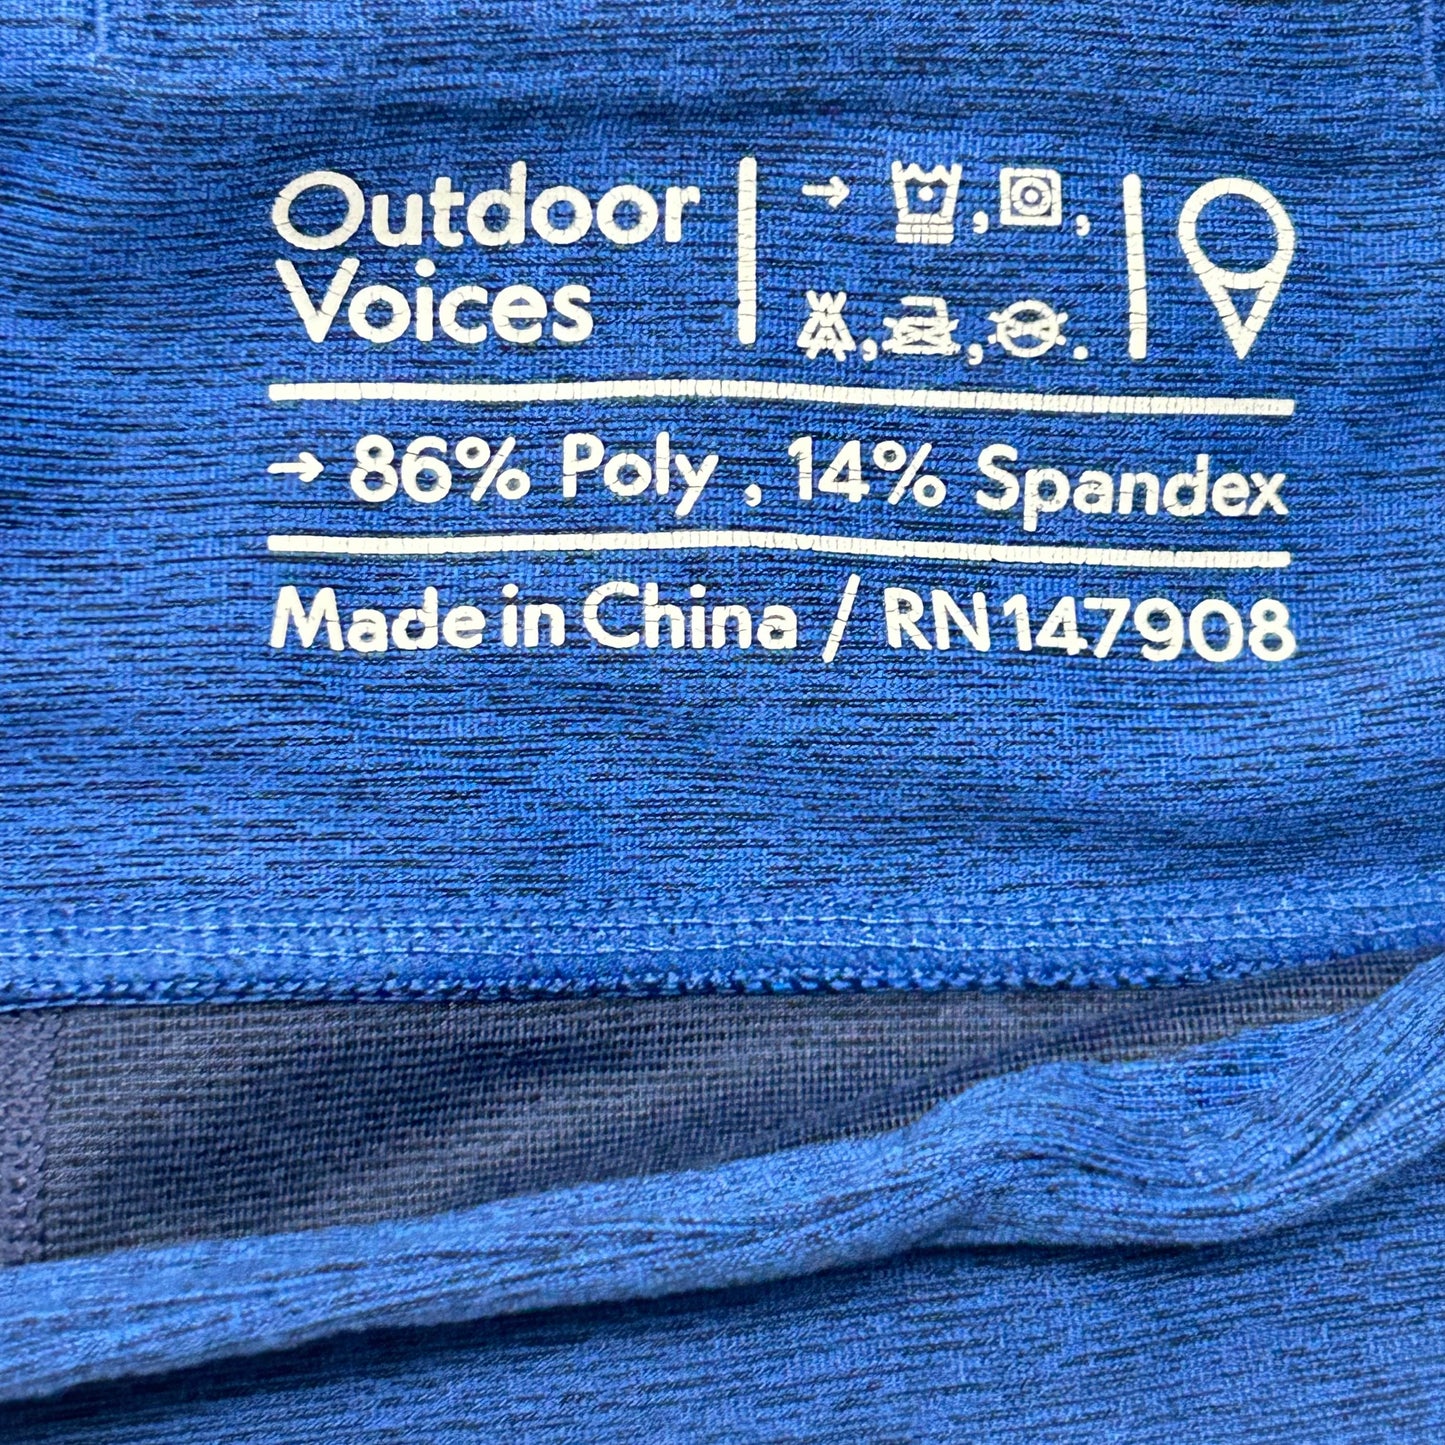 Outdoor
Voices
→ , ,
, , .
→ 86% Poly , 14% Spandex
Made in China / RN147908